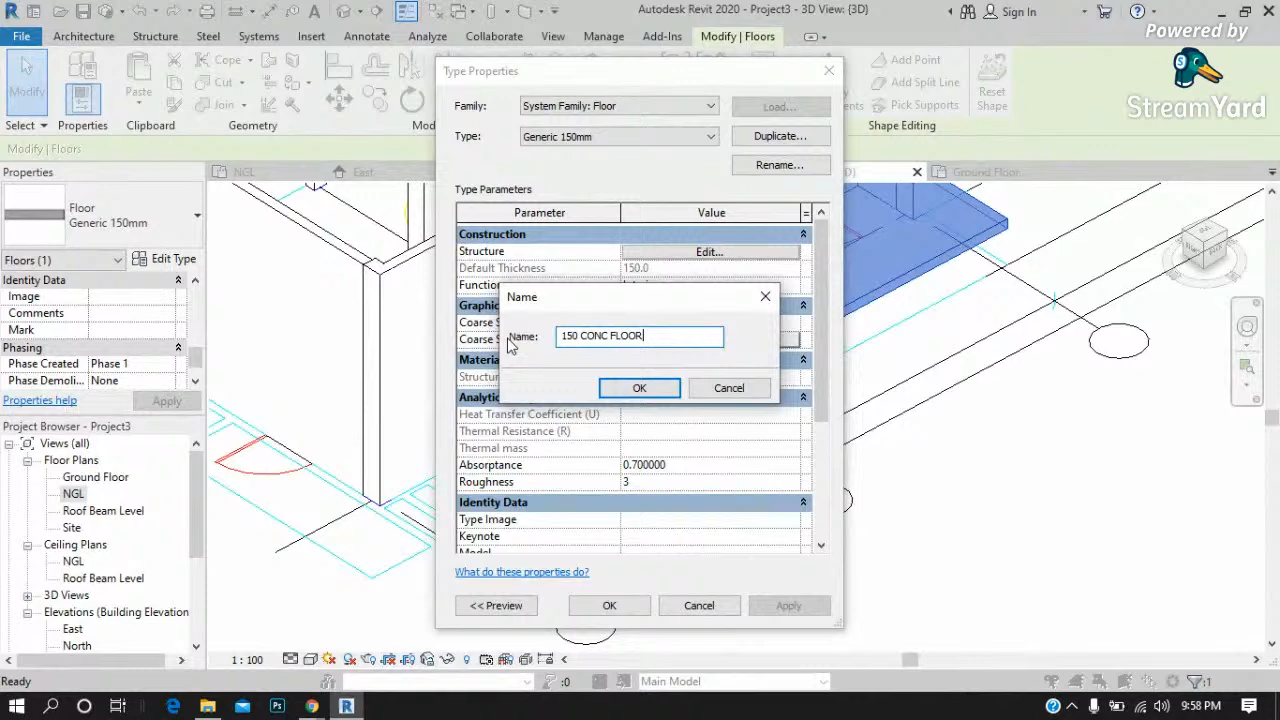 Autodesk Revit 2020 - Project3 - 3D View: {3D}
Sign In
Powered by
StreamYard
File
Architecture
Structure
Steel
Systems
Insert
Annotate
Analyze
Collaborate
View
Manage
Add-Ins
Modify | Floors
Modify
Properties
Paste
Cope
Cut
Join
Add Point
Add Split Line
Pick Supports
Reset
Shape
Select
Properties
Clipboard
Geometry
Shape Editing
Modify | Floors
Properties
NGL
East
Ground Floor
Floor
Generic 150mm
Floors (1)
Edit Type
Identity Data
Image
Comments
Mark
Phasing
Phase Created
Phase 1
Phase Demoli...
None
Properties help
Apply
Project Browser - Project3
Views (all)
Floor Plans
Ground Floor
NGL
Roof Beam Level
Site
Ceiling Plans
NGL
Roof Beam Level
3D Views
Elevations (Building Elevation
East
North
Type Properties
Family:
System Family: Floor
Load...
Type:
Generic 150mm
Duplicate...
Rename...
Type Parameters
Parameter
Value
=
Construction
Structure
Edit...
Default Thickness
150.0
Name
Name:
150 CONC FLOOR
OK
Cancel
Heat Transfer Coefficient (U)
Thermal Resistance (R)
Thermal mass
Absorptance
0.700000
Roughness
3
Identity Data
Type Image
Keynote
Model
What do these properties do?
<< Preview
OK
Cancel
Apply
1 : 100
Ready
:0
Main Model
:1
9:58 PM